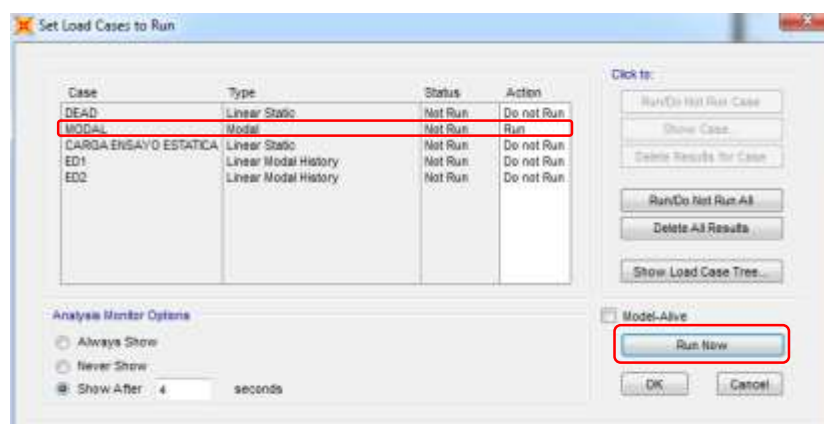 Set Load Cases to Run
Click to:
Case Type Status Action
DEAD Linear Static Not Run Do not Run
MODAL Modal Not Run Run
CARGA ENSAYO ESTATICA Linear Static Not Run Do not Run
ED1 Linear Modal History Not Run Do not Run
ED2 Linear Modal History Not Run Do not Run
Run/Do Not Run Case
Show Case...
Delete Results for Case
Run/Do Not Run All
Delete All Results
Show Load Case Tree...
Analysis Monitor Options
Always Show
Never Show
Show After 4 seconds
Model-Alive
Run Now
OK Cancel